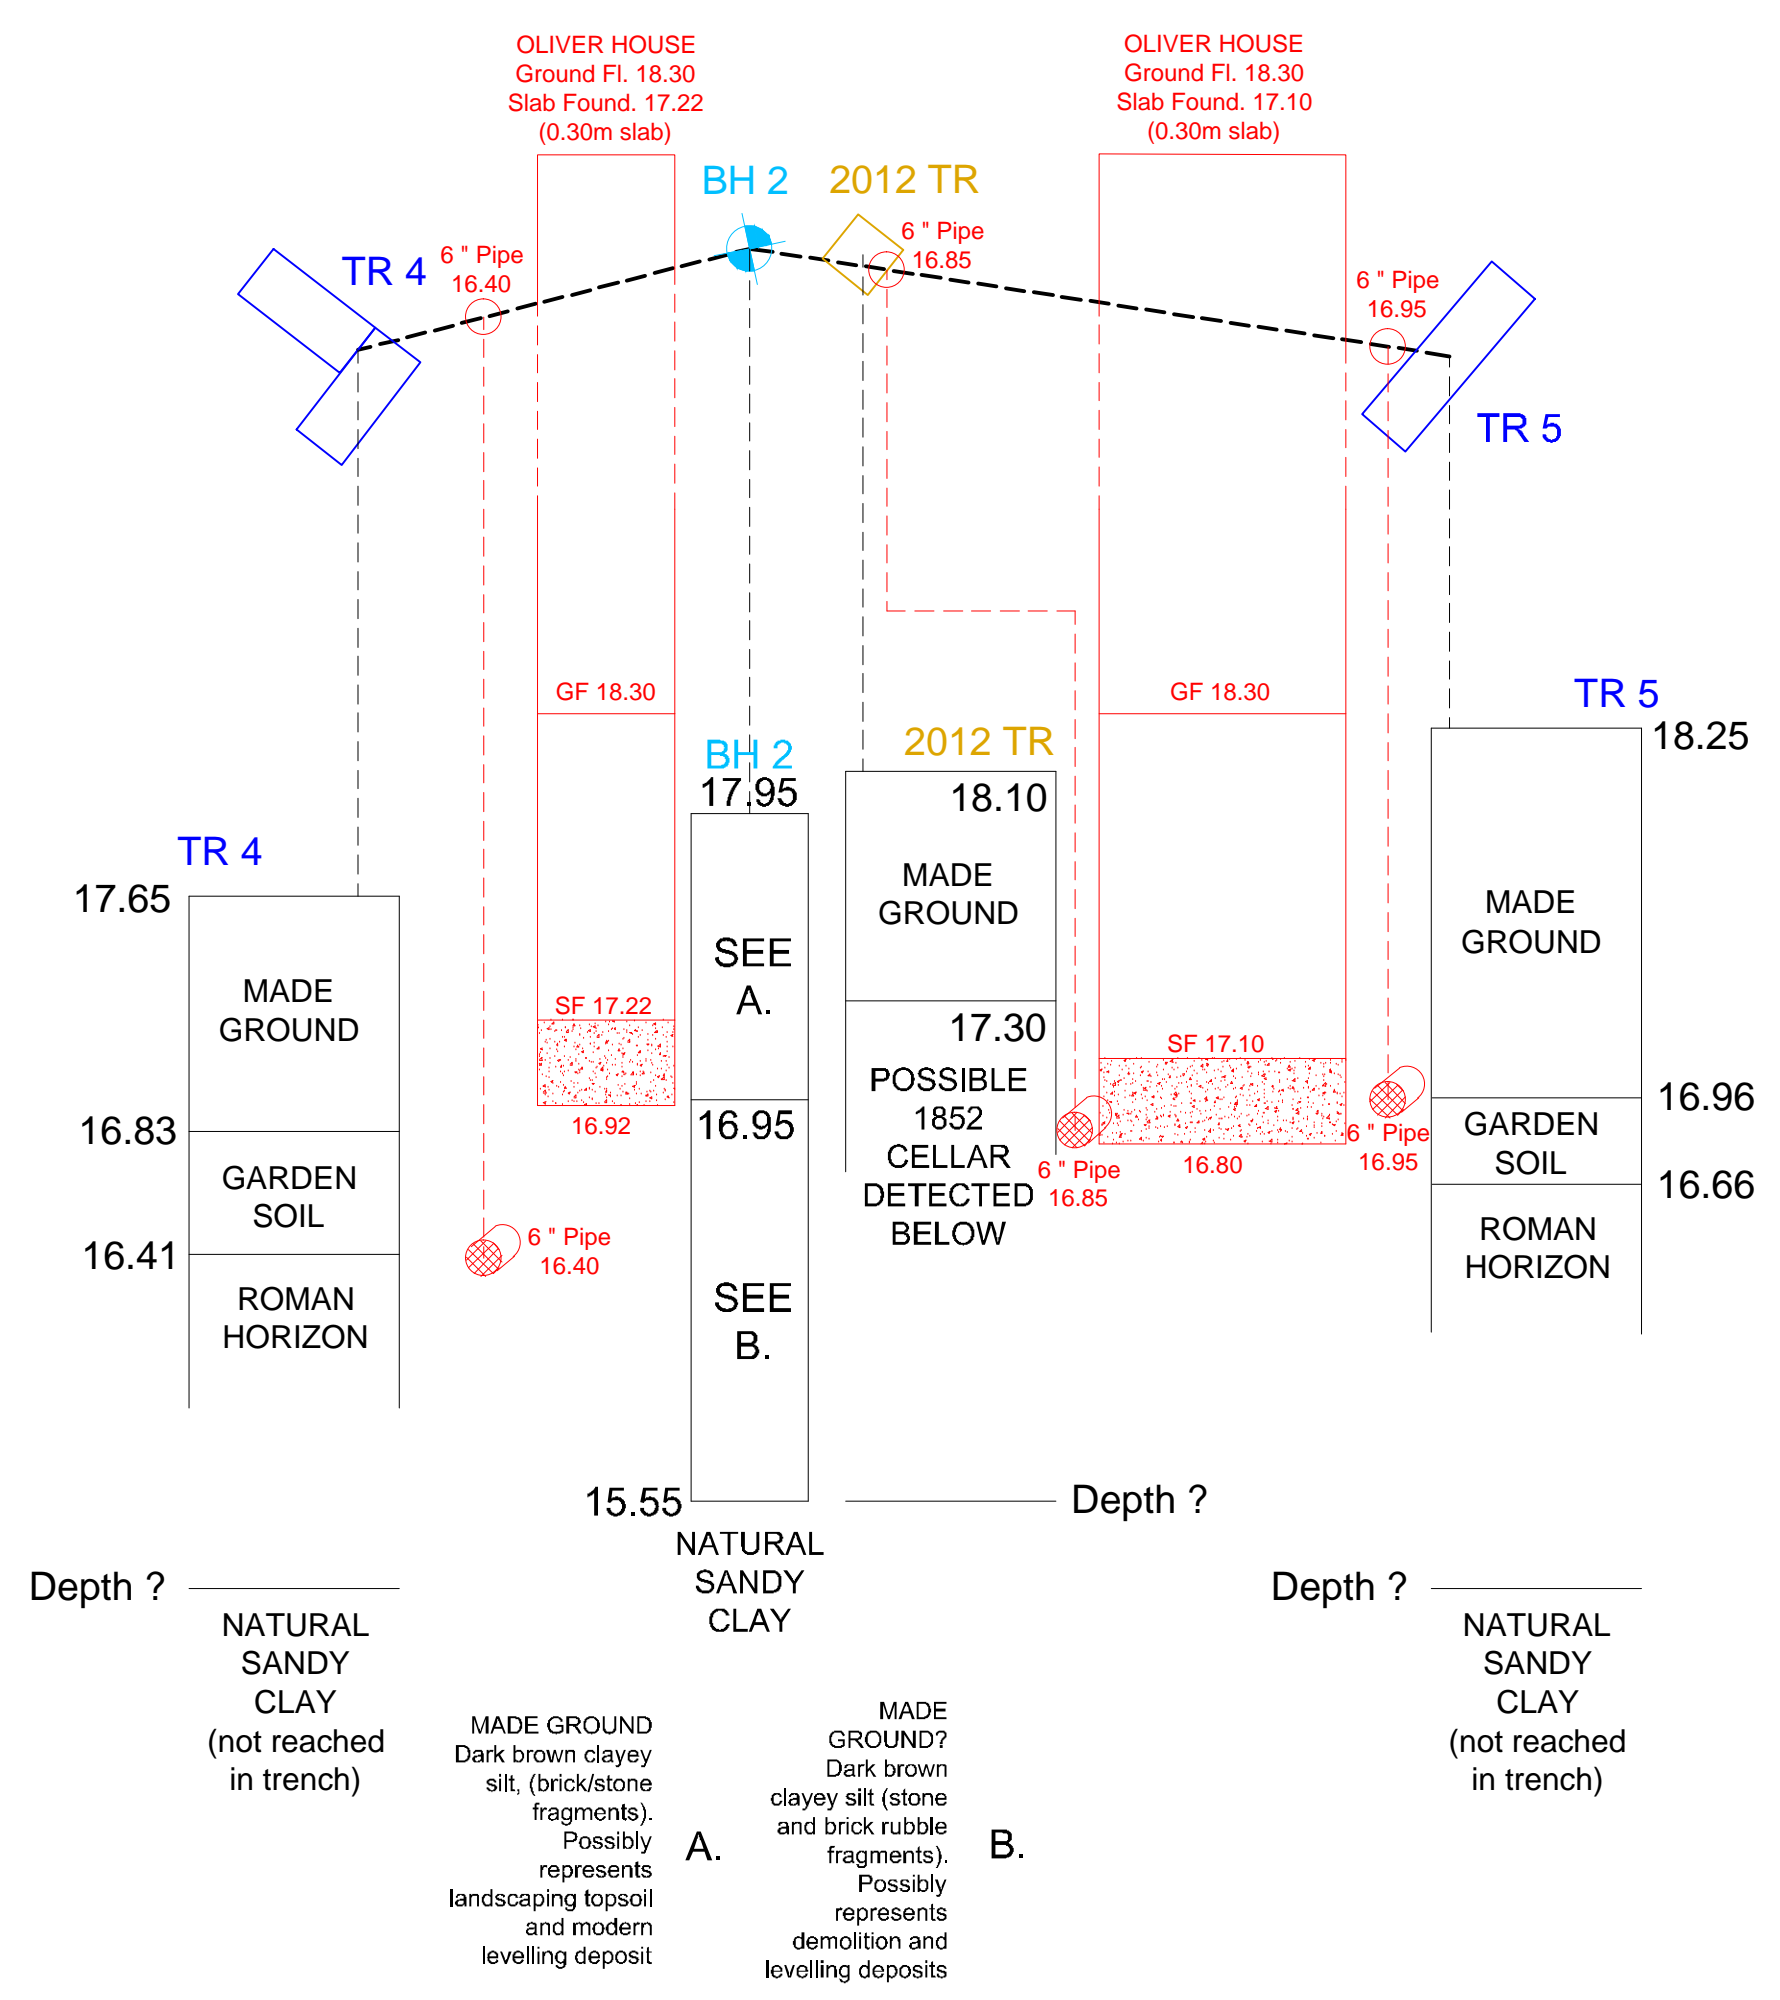 OLIVER HOUSE
Ground Fl. 18.30
Slab Found. 17.22
(0.30m slab)
OLIVER HOUSE
Ground Fl. 18.30
Slab Found. 17.10
(0.30m slab)
BH 2
2012 TR
TR 4
6 " Pipe
16.40
6 " Pipe
16.85
6 " Pipe
16.95
TR 5
GF 18.30
GF 18.30
TR 5
18.25
BH 2
17.95
2012 TR
18.10
TR 4
17.65
MADE
GROUND
MADE
GROUND
SEE
A.
MADE
GROUND
SF 17.22
17.30
SF 17.10
16.92
16.83
16.95
POSSIBLE
1852
CELLAR
DETECTED
BELOW
6 " Pipe
16.85
16.80
6 " Pipe
16.95
16.96
GARDEN
SOIL
16.66
GARDEN
SOIL
16.41
6 " Pipe
16.40
ROMAN
HORIZON
ROMAN
HORIZON
SEE
B.
15.55
Depth ?
NATURAL
SANDY
CLAY
Depth ?
NATURAL
SANDY
CLAY
(not reached
in trench)
Depth ?
NATURAL
SANDY
CLAY
(not reached
in trench)
MADE GROUND
Dark brown clayey
silt, (brick/stone
fragments).
Possibly
represents
landscaping topsoil
and modern
levelling deposit
A.
MADE
GROUND?
Dark brown
clayey silt (stone
and brick rubble
fragments).
Possibly
represents
demolition and
levelling deposits
B.